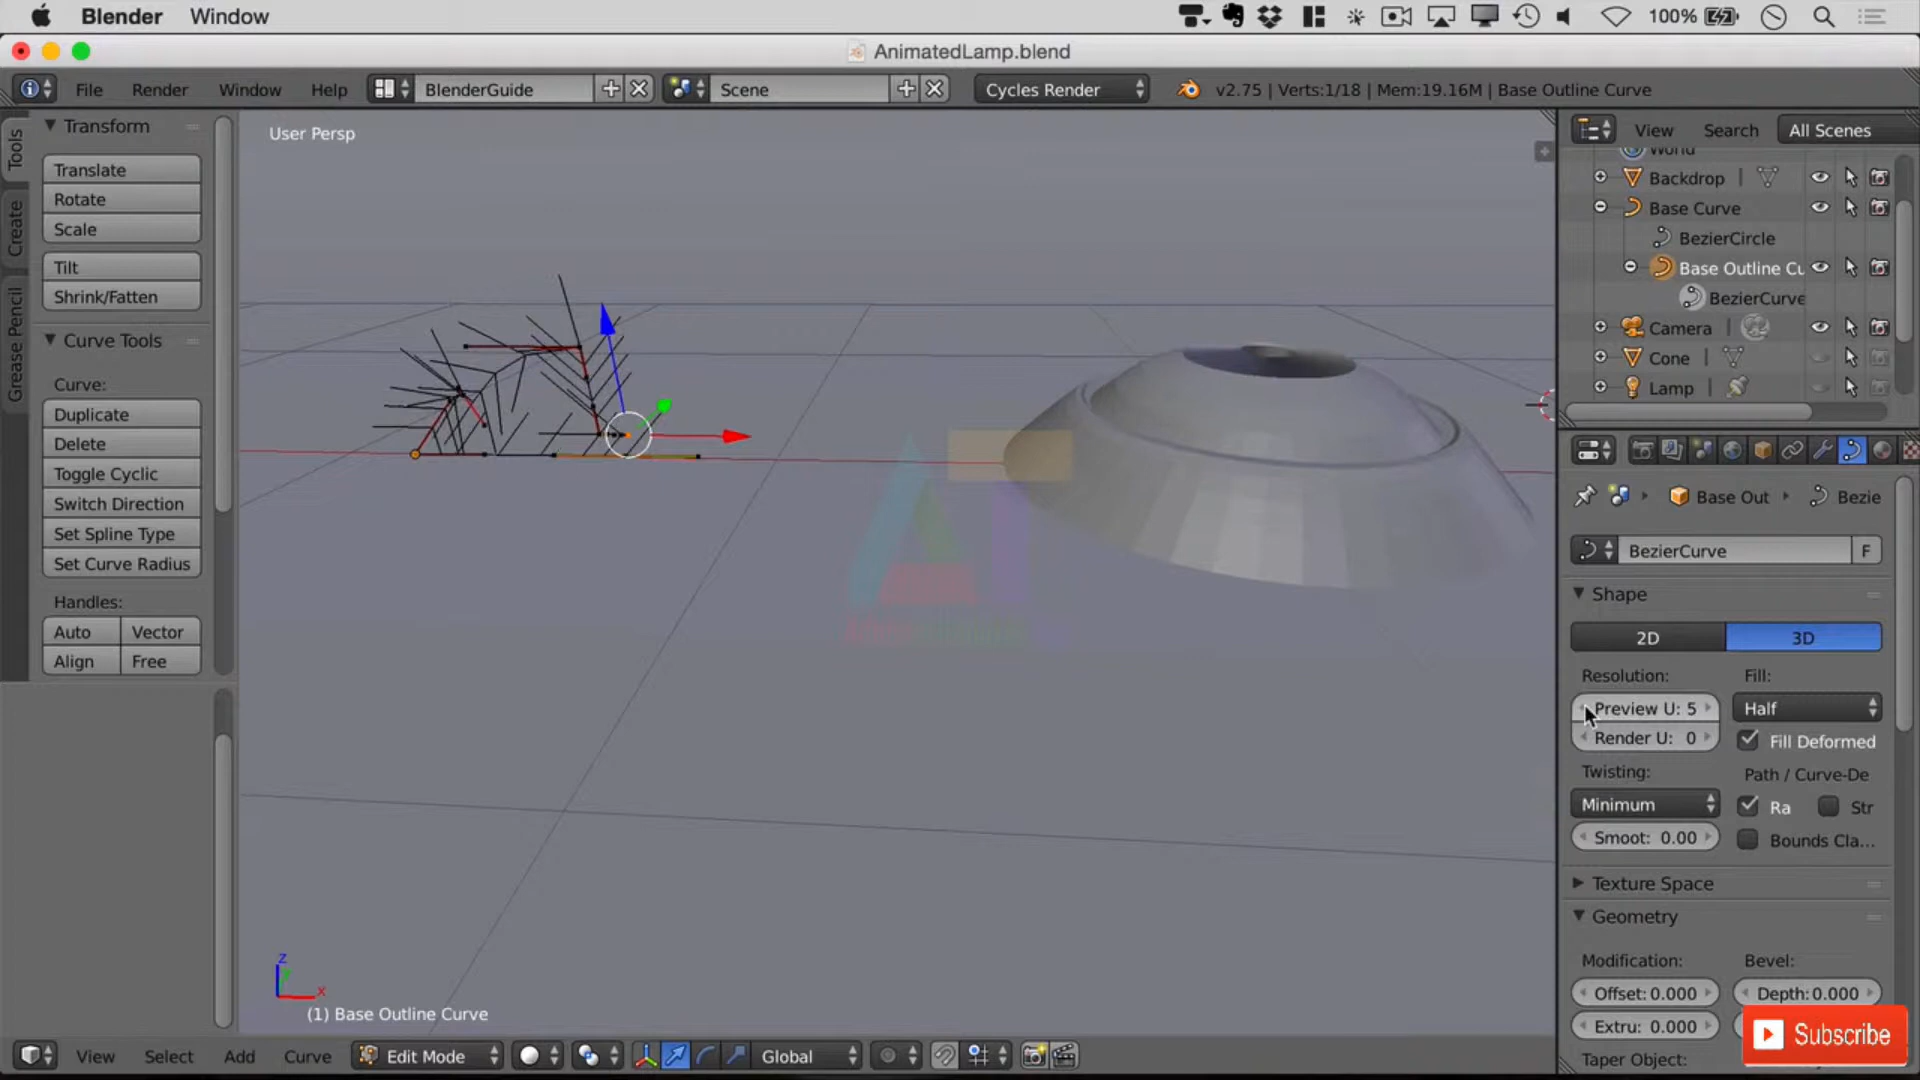 Blender Window 100%
AnimatedLamp.blend
File Render Window Help BlenderGuide Scene Cycles Render v2.75 | Verts:1/18 | Mem:19.16M | Base Outline Curve
Tools
Create
Grease Pencil
Transform
Translate
Rotate
Scale
Tilt
Shrink/Fatten
Curve Tools
Curve:
Duplicate
Delete
Toggle Cyclic
Switch Direction
Set Spline Type
Set Curve Radius
Handles:
Auto Vector
Align Free
User Persp
z
x
(1) Base Outline Curve
View Select Add Curve Edit Mode Global
View Search All Scenes
World
Backdrop
Base Curve
BezierCircle
Base Outline Cu
BezierCurve
Camera
Cone
Lamp
Base Out Bezie
BezierCurve F
Shape
2D 3D
Resolution: Fill:
Preview U: 5 Half
Render U: 0 Fill Deformed
Twisting: Path / Curve-De
Minimum Ra Str
Smoot: 0.00 Bounds Cla...
Texture Space
Geometry
Modification: Bevel:
Offset: 0.000 Depth: 0.000
Extru: 0.000
Taper Object:
Subscribe